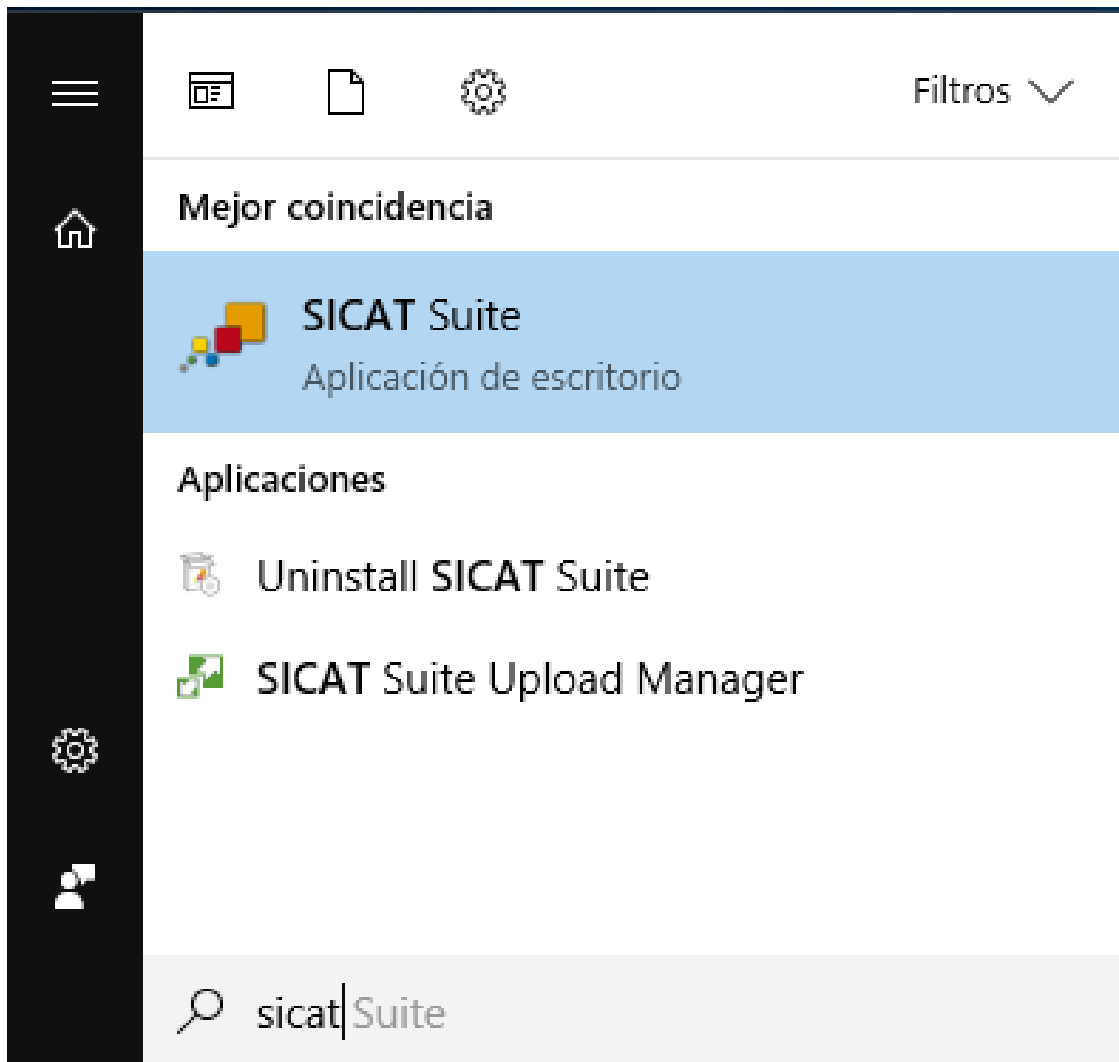 Filtros
Mejor coincidencia
SICAT Suite
Aplicación de escritorio
Aplicaciones
Uninstall SICAT Suite
SICAT Suite Upload Manager
sicat Suite